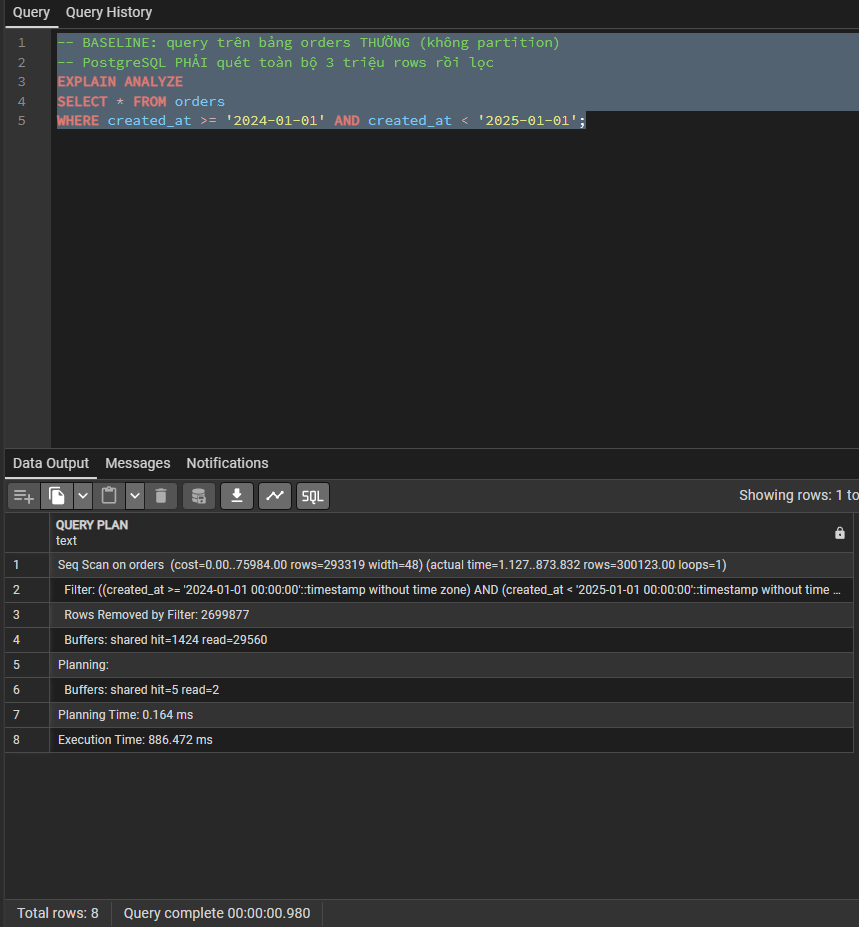 Query Query History
1 -- BASELINE: query trên bảng orders THƯỜNG (không partition)
2 -- PostgreSQL PHẢI quét toàn bộ 3 triệu rows rồi lọc
3 EXPLAIN ANALYZE
4 SELECT * FROM orders
5 WHERE created_at >= '2024-01-01' AND created_at < '2025-01-01';
Data Output Messages Notifications
SQL Showing rows: 1 to
QUERY PLAN
text
1 Seq Scan on orders (cost=0.00..75984.00 rows=293319 width=48) (actual time=1.127..873.832 rows=300123.00 loops=1)
2 Filter: ((created_at >= '2024-01-01 00:00:00'::timestamp without time zone) AND (created_at < '2025-01-01 00:00:00'::timestamp without time ...
3 Rows Removed by Filter: 2699877
4 Buffers: shared hit=1424 read=29560
5 Planning:
6 Buffers: shared hit=5 read=2
7 Planning Time: 0.164 ms
8 Execution Time: 886.472 ms
Total rows: 8 Query complete 00:00:00.980